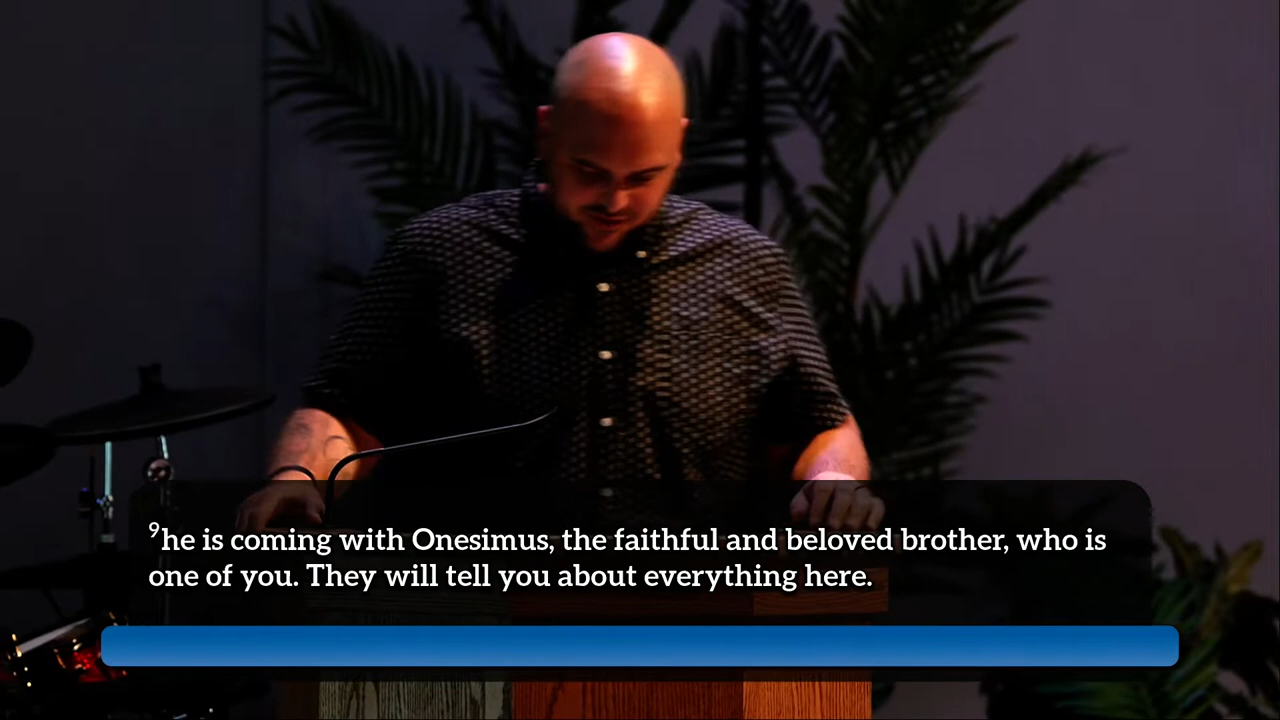 ⁹he is coming with Onesimus, the faithful and beloved brother, who is
one of you. They will tell you about everything here.